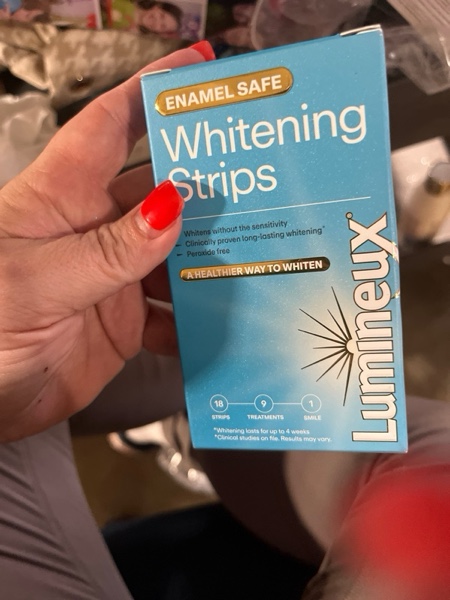 ENAMEL SAFE
Whitening
Strips
Whitens without the sensitivity
Clinically proven long-lasting whitening⁺
Peroxide free
A HEALTHIER WAY TO WHITEN
Lumineux®
18 9 1
STRIPS TREATMENTS SMILE
*Whitening lasts for up to 4 weeks
⁺Clinical studies on file. Results may vary.